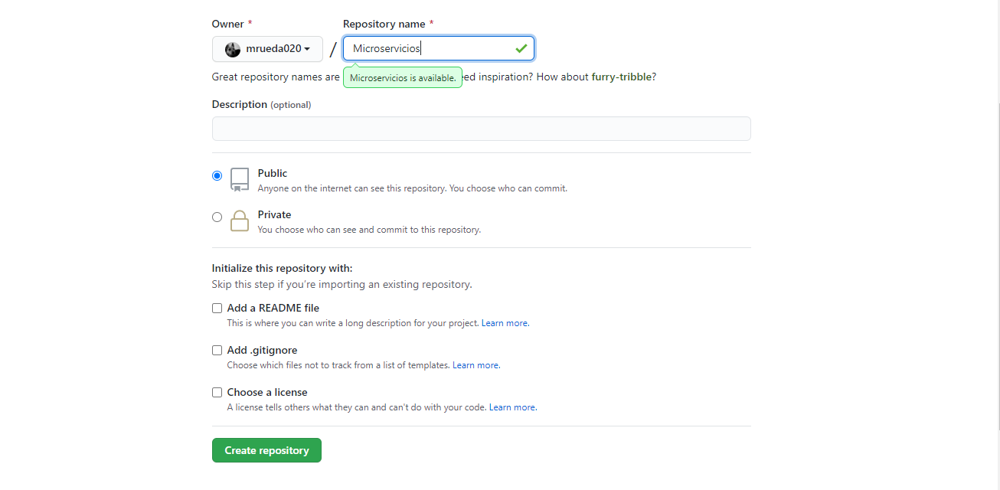 Owner *
Repository name *
mrueda020
/
Microservicios
Great repository names are
Microservicios is available.
eed inspiration? How about furry-tribble?
Description (optional)
Public
Anyone on the internet can see this repository. You choose who can commit.
Private
You choose who can see and commit to this repository.
Initialize this repository with:
Skip this step if you're importing an existing repository.
Add a README file
This is where you can write a long description for your project. Learn more.
Add .gitignore
Choose which files not to track from a list of templates. Learn more.
Choose a license
A license tells others what they can and can't do with your code. Learn more.
Create repository